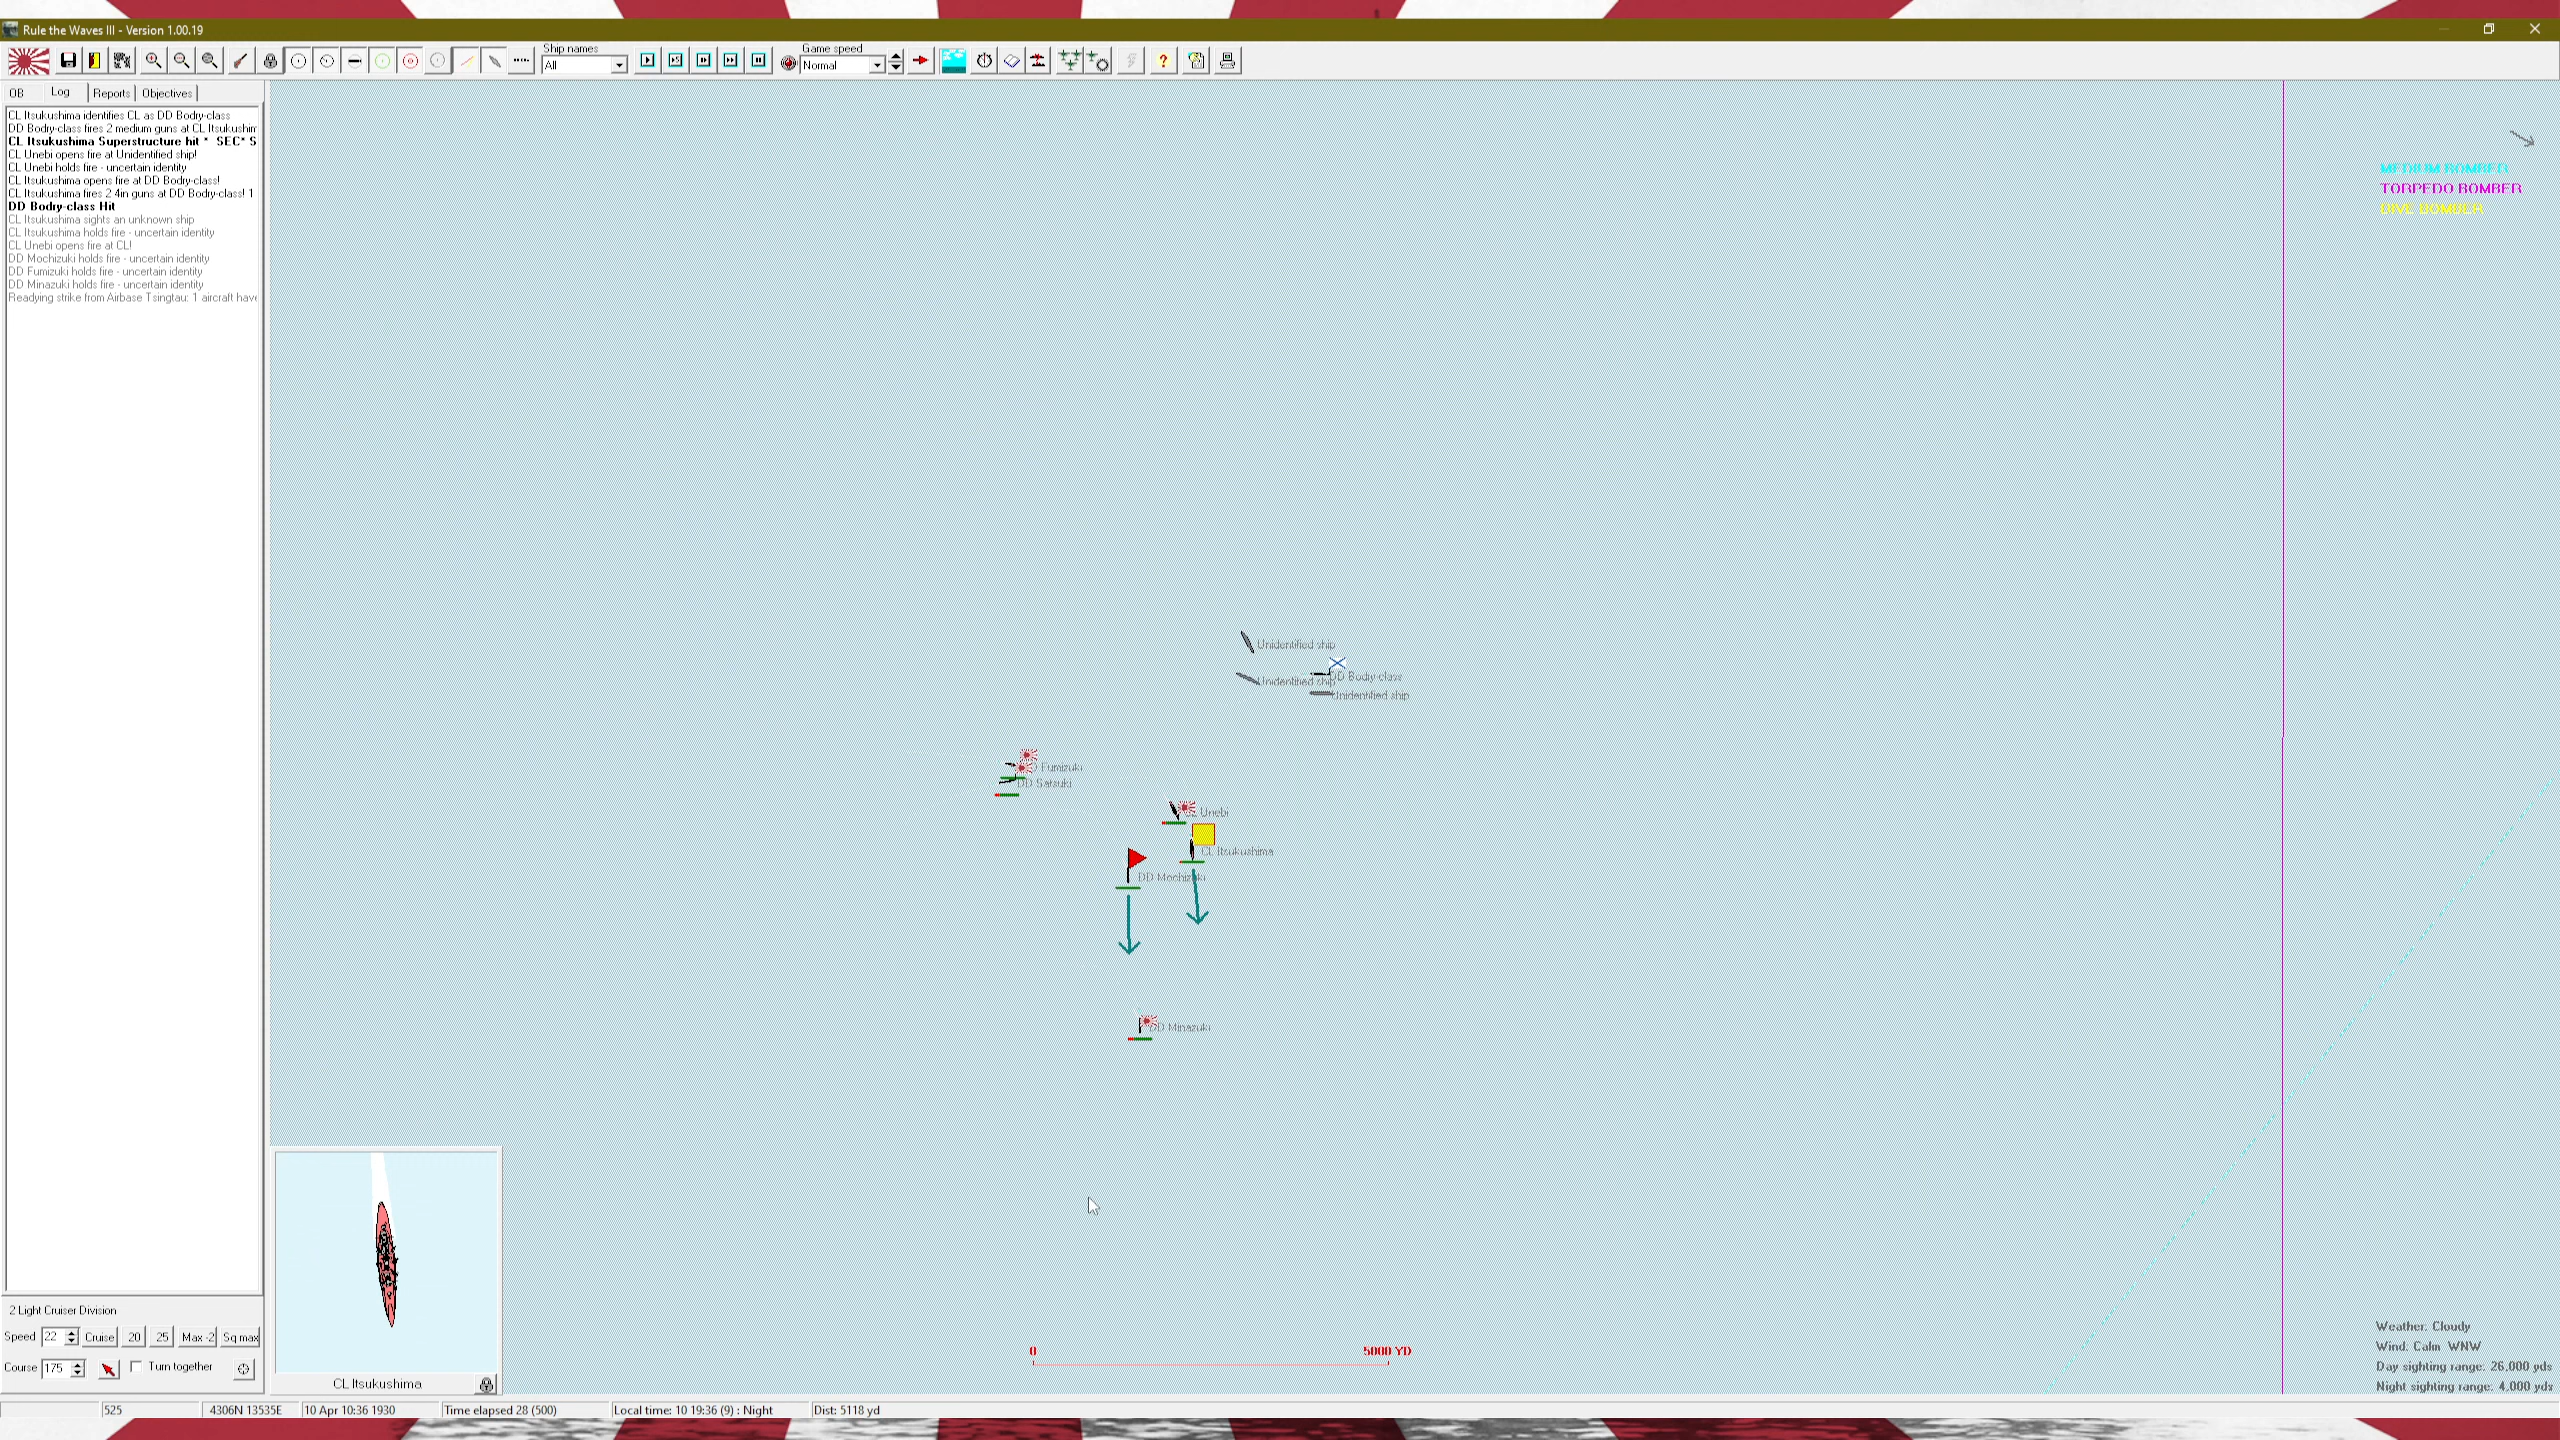 Rule the Waves III - Version 1.00.19
Ship names
All
Game speed
Normal
OB Log Reports Objectives
CL Itsukushima identifies CL as DD Bodry-class
DD Bodry-class fires 2 medium guns at CL Itsukushim
CL Itsukushima Superstructure hit * SEC* S
CL Unebi opens fire at Unidentified ship!
CL Unebi holds fire - uncertain identity
CL Itsukushima opens fire at DD Bodry-class!
CL Itsukushima fires 2 4in guns at DD Bodry-class! 1
DD Bodry-class Hit
CL Itsukushima sights an unknown ship
CL Itsukushima holds fire - uncertain identity
CL Unebi opens fire at CL!
DD Mochizuki holds fire - uncertain identity
DD Fumizuki holds fire - uncertain identity
DD Minazuki holds fire - uncertain identity
Readying strike from Airbase Tsingtau: 1 aircraft have
MEDIUM BOMBER
TORPEDO BOMBER
DIVE BOMBER
Unidentified ship
Unidentified ship
DD Bodry-class
Unidentified ship
Fumizuki
DD Satsuki
Unebi
CL Itsukushima
DD Mochizuki
DD Minazuki
0 5000 YD
Weather: Cloudy
Wind: Calm WNW
Day sighting range: 26,000 yds
Night sighting range: 4,000 yds
2 Light Cruiser Division
Speed 22 Cruise 20 25 Max -2 Sq max
Course 175 Turn together
CL Itsukushima
525 4306N 13535E 10 Apr 10:36 1930 Time elapsed 28 (500) Local time: 10 19:36 (9) : Night Dist: 5118 yd